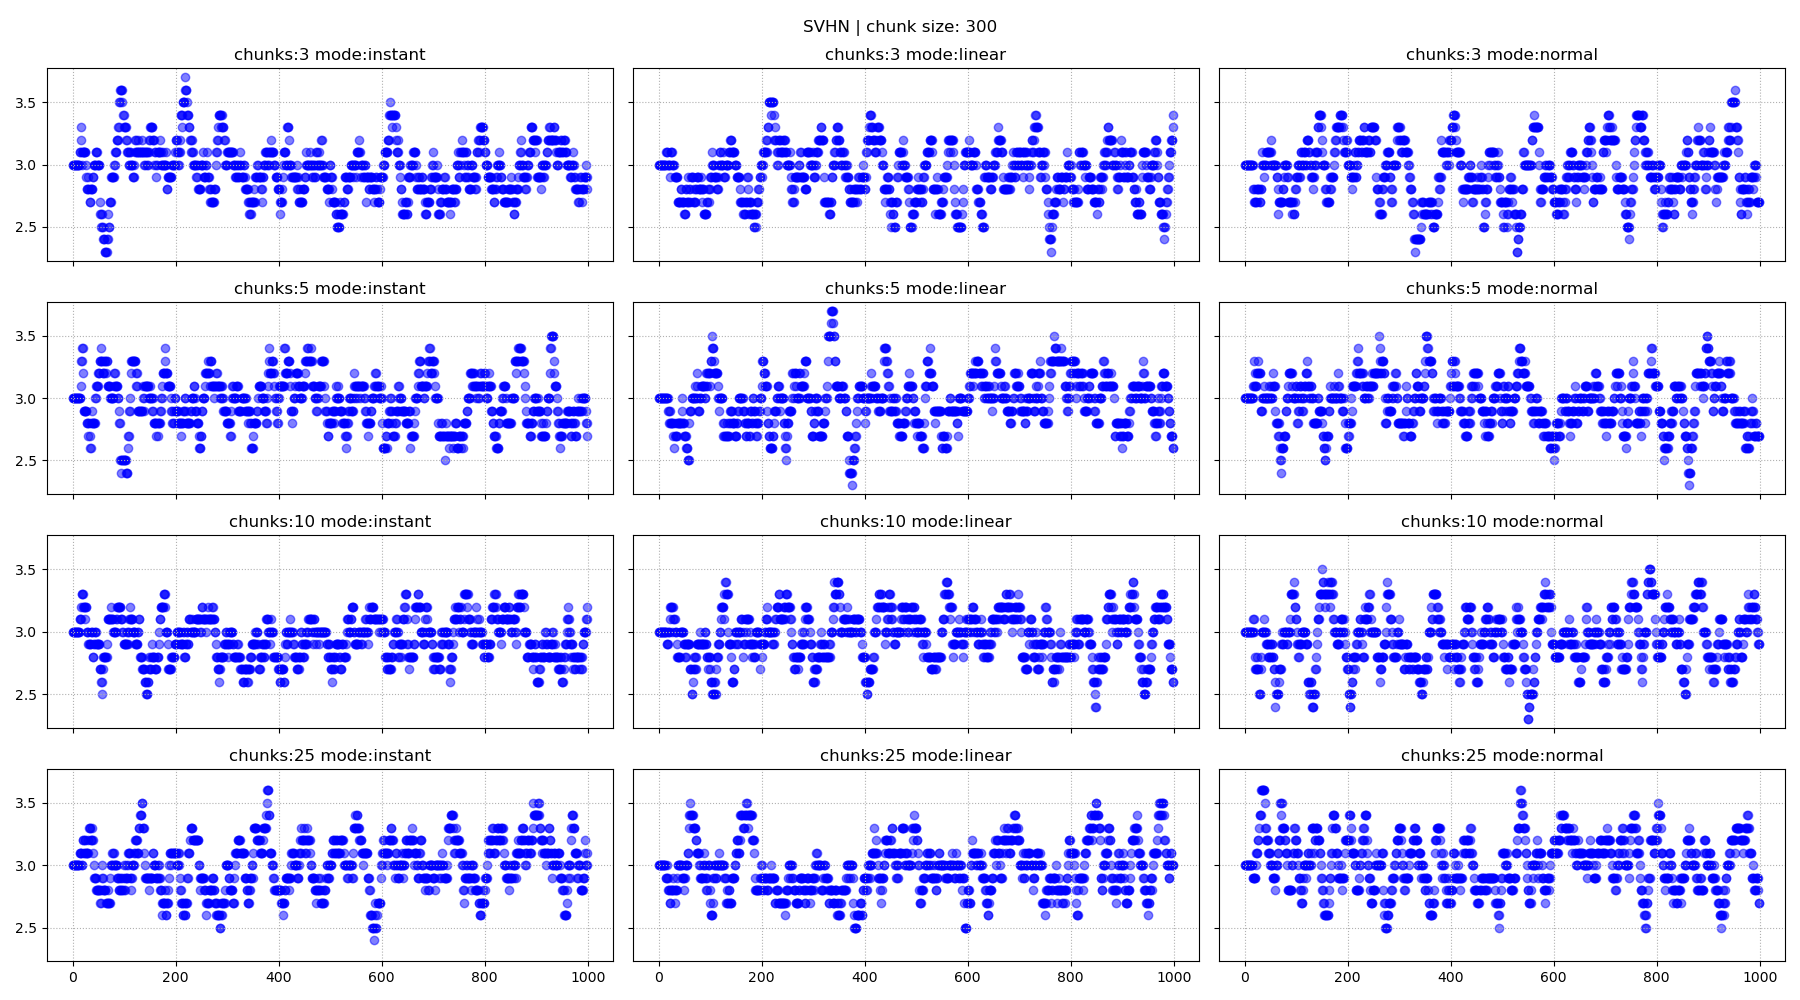 SVHN | chunk size: 300
chunks:3 mode:instant
chunks:3 mode:linear
chunks:3 mode:normal
3.5
3.0
2.5
chunks:5 mode:instant
chunks:5 mode:linear
chunks:5 mode:normal
3.5
3.0
2.5
chunks:10 mode:instant
chunks:10 mode:linear
chunks:10 mode:normal
3.5
3.0
2.5
chunks:25 mode:instant
chunks:25 mode:linear
chunks:25 mode:normal
3.5
3.0
2.5
0 200 400 600 800 1000
0 200 400 600 800 1000
0 200 400 600 800 1000